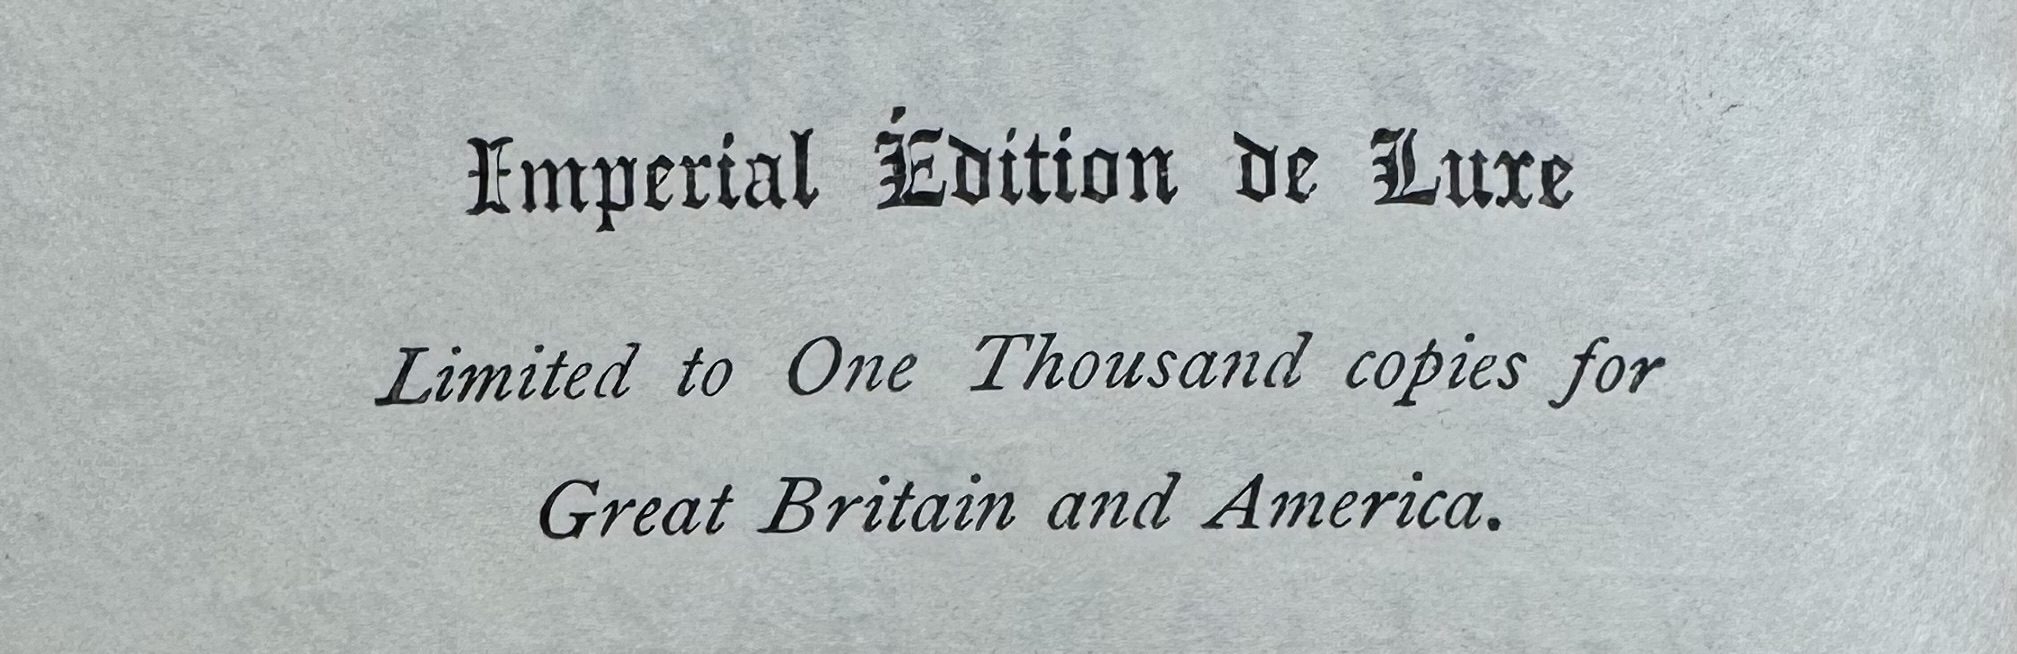 Imperial Édition de Luxe
Limited to One Thousand copies for
Great Britain and America.